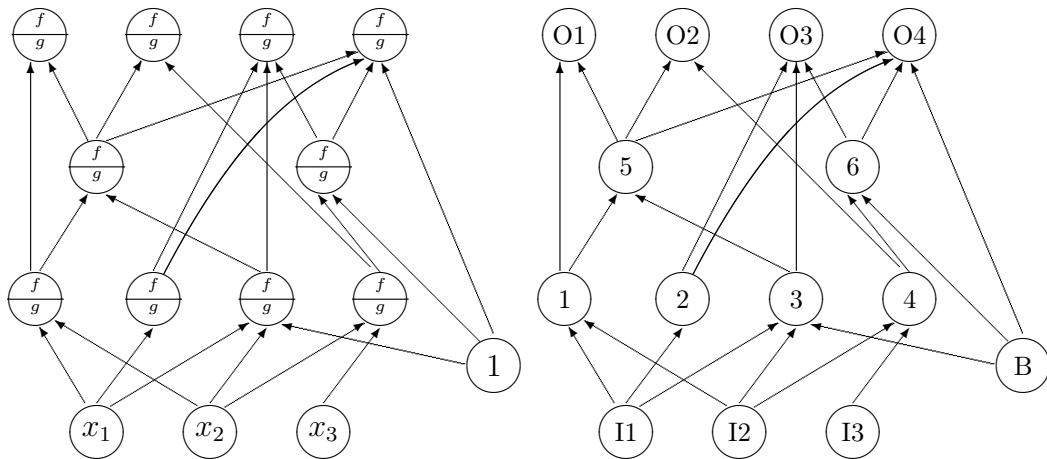 f f f f O1 O2 O3 O4
g g g g
f f 5 6
g g
f f f f 1 2 3 4
g g g g
1 B
x₁ x₂ x₃ I1 I2 I3